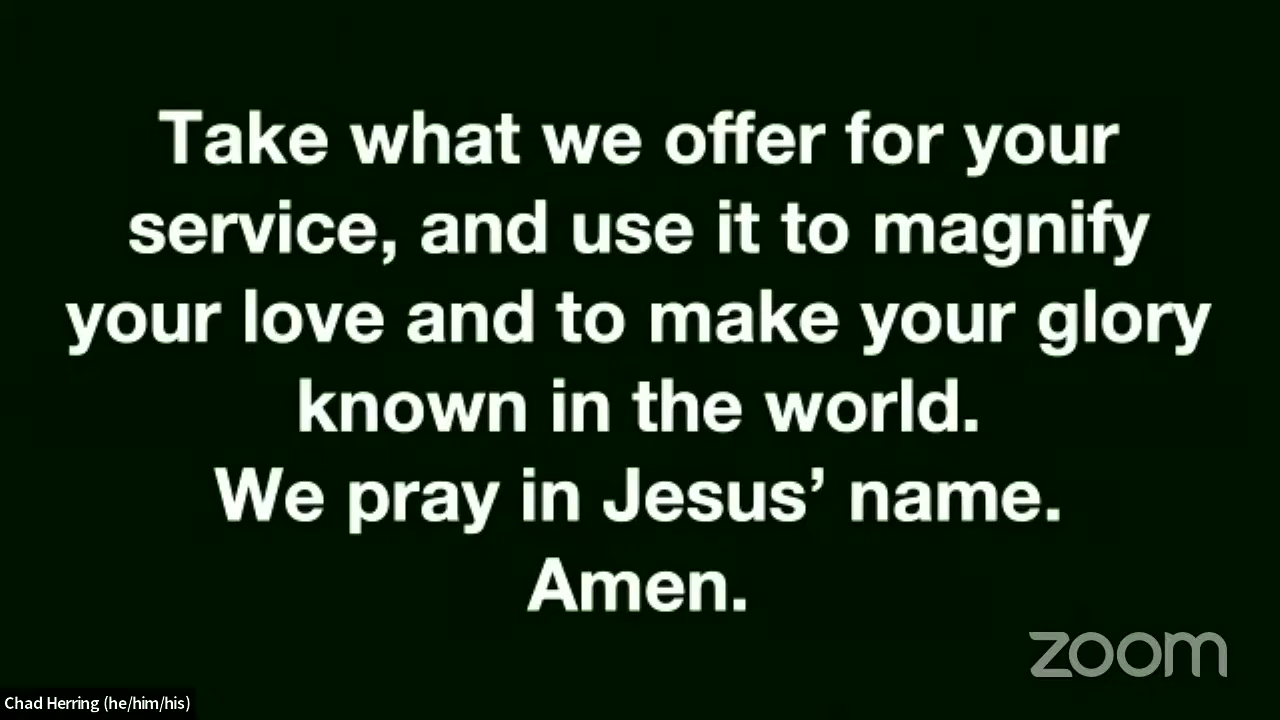 Take what we offer for your
service, and use it to magnify
your love and to make your glory
known in the world.
We pray in Jesus’ name.
Amen.
zoom
Chad Herring (he/him/his)